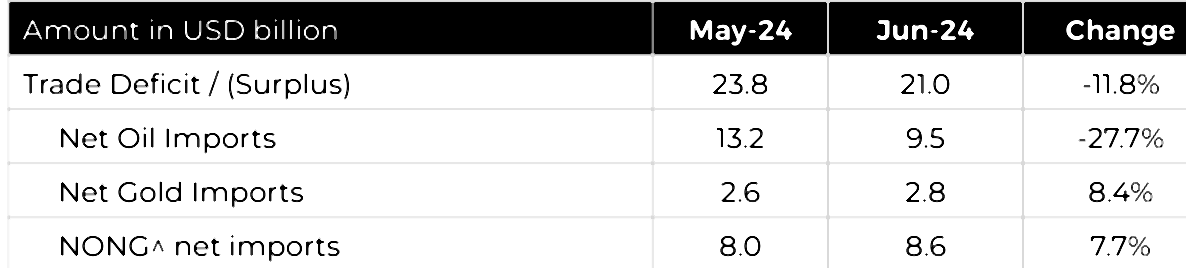 Amount in USD billion May-24 Jun-24 Change
Trade Deficit / (Surplus) 23.8 21.0 -11.8%
Net Oil Imports 13.2 9.5 -27.7%
Net Gold Imports 2.6 2.8 8.4%
NONG^ net imports 8.0 8.6 7.7%